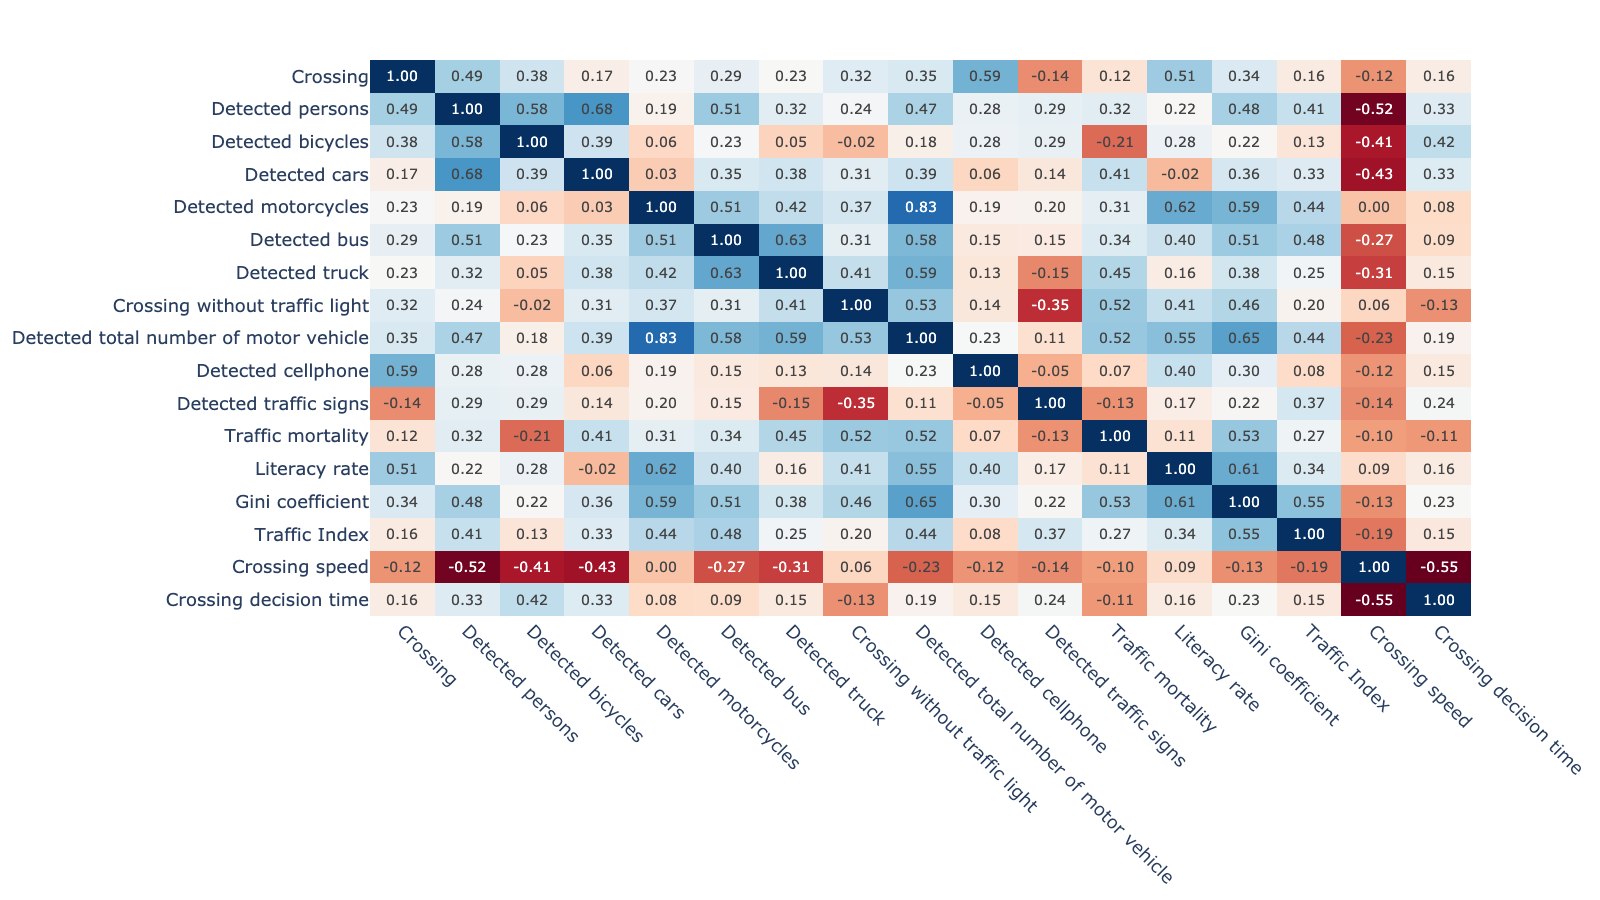 Crossing 1.00 0.49 0.38 0.17 0.23 0.29 0.23 0.32 0.35 0.59 -0.14 0.12 0.51 0.34 0.16 -0.12 0.16
Detected persons 0.49 1.00 0.58 0.68 0.19 0.51 0.32 0.24 0.47 0.28 0.29 0.32 0.22 0.48 0.41 -0.52 0.33
Detected bicycles 0.38 0.58 1.00 0.39 0.06 0.23 0.05 -0.02 0.18 0.28 0.29 -0.21 0.28 0.22 0.13 -0.41 0.42
Detected cars 0.17 0.68 0.39 1.00 0.03 0.35 0.38 0.31 0.39 0.06 0.14 0.41 -0.02 0.36 0.33 -0.43 0.33
Detected motorcycles 0.23 0.19 0.06 0.03 1.00 0.51 0.42 0.37 0.83 0.19 0.20 0.31 0.62 0.59 0.44 0.00 0.08
Detected bus 0.29 0.51 0.23 0.35 0.51 1.00 0.63 0.31 0.58 0.15 0.15 0.34 0.40 0.51 0.48 -0.27 0.09
Detected truck 0.23 0.32 0.05 0.38 0.42 0.63 1.00 0.41 0.59 0.13 -0.15 0.45 0.16 0.38 0.25 -0.31 0.15
Crossing without traffic light 0.32 0.24 -0.02 0.31 0.37 0.31 0.41 1.00 0.53 0.14 -0.35 0.52 0.41 0.46 0.20 0.06 -0.13
Detected total number of motor vehicle 0.35 0.47 0.18 0.39 0.83 0.58 0.59 0.53 1.00 0.23 0.11 0.52 0.55 0.65 0.44 -0.23 0.19
Detected cellphone 0.59 0.28 0.28 0.06 0.19 0.15 0.13 0.14 0.23 1.00 -0.05 0.07 0.40 0.30 0.08 -0.12 0.15
Detected traffic signs -0.14 0.29 0.29 0.14 0.20 0.15 -0.15 -0.35 0.11 -0.05 1.00 -0.13 0.17 0.22 0.37 -0.14 0.24
Traffic mortality 0.12 0.32 -0.21 0.41 0.31 0.34 0.45 0.52 0.52 0.07 -0.13 1.00 0.11 0.53 0.27 -0.10 -0.11
Literacy rate 0.51 0.22 0.28 -0.02 0.62 0.40 0.16 0.41 0.55 0.40 0.17 0.11 1.00 0.61 0.34 0.09 0.16
Gini coefficient 0.34 0.48 0.22 0.36 0.59 0.51 0.38 0.46 0.65 0.30 0.22 0.53 0.61 1.00 0.55 -0.13 0.23
Traffic Index 0.16 0.41 0.13 0.33 0.44 0.48 0.25 0.20 0.44 0.08 0.37 0.27 0.34 0.55 1.00 -0.19 0.15
Crossing speed -0.12 -0.52 -0.41 -0.43 0.00 -0.27 -0.31 0.06 -0.23 -0.12 -0.14 -0.10 0.09 -0.13 -0.19 1.00 -0.55
Crossing decision time 0.16 0.33 0.42 0.33 0.08 0.09 0.15 -0.13 0.19 0.15 0.24 -0.11 0.16 0.23 0.15 -0.55 1.00
Crossing
Detected persons
Detected bicycles
Detected cars
Detected motorcycles
Detected bus
Detected truck
Crossing without traffic light
Detected total number of motor vehicle
Detected cellphone
Detected traffic signs
Traffic mortality
Literacy rate
Gini coefficient
Traffic Index
Crossing speed
Crossing decision time